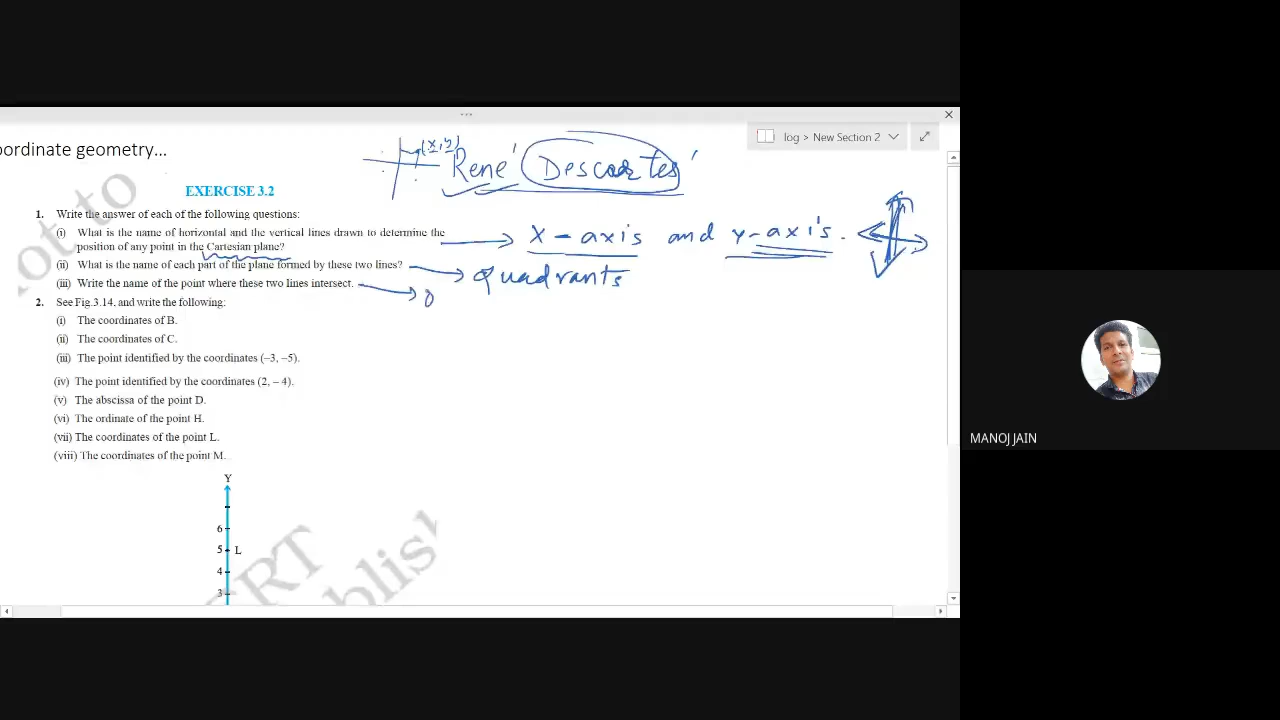 log > New Section 2
oordinate geometry...
(x,y)
René Descartes
EXERCISE 3.2
1. Write the answer of each of the following questions:
(i) What is the name of horizontal and the vertical lines drawn to determine the
position of any point in the Cartesian plane?
x-axis and y-axis.
(ii) What is the name of each part of the plane formed by these two lines?
quadrants
(iii) Write the name of the point where these two lines intersect.
0
2. See Fig.3.14, and write the following:
(i) The coordinates of B.
(ii) The coordinates of C.
(iii) The point identified by the coordinates (–3, –5).
(iv) The point identified by the coordinates (2, – 4).
(v) The abscissa of the point D.
(vi) The ordinate of the point H.
(vii) The coordinates of the point L.
(viii) The coordinates of the point M.
Y
6
5 L
4
3
MANOJ JAIN